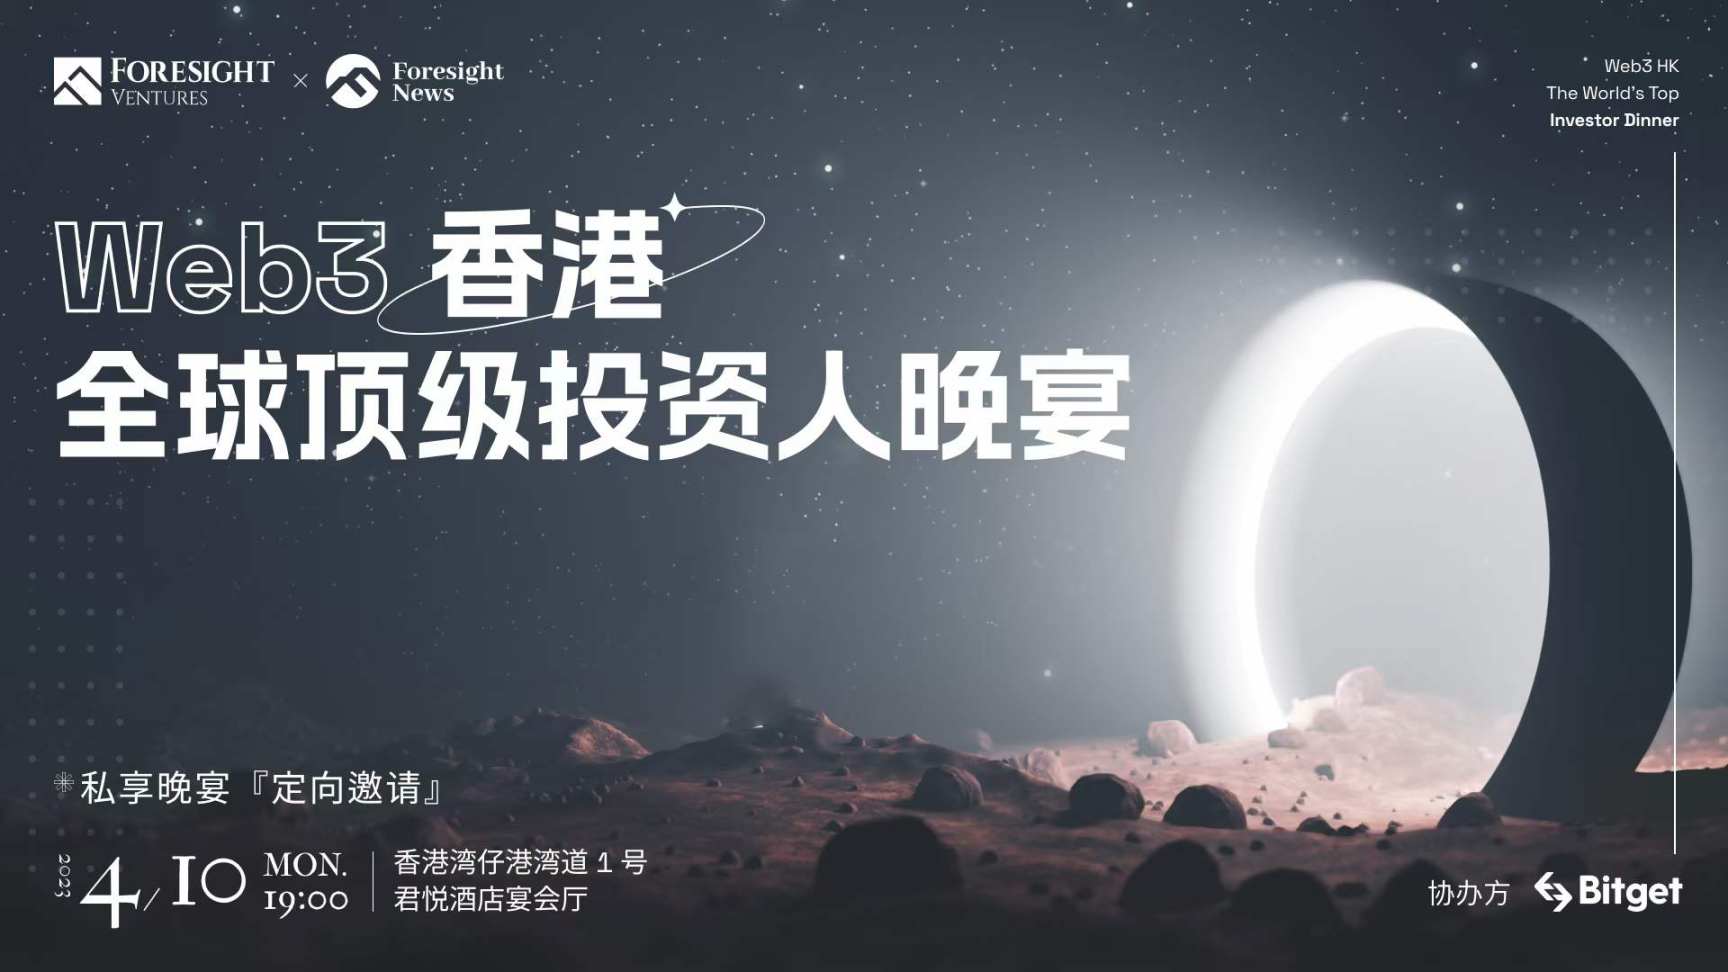 FORESIGHT
VENTURES
×
Foresight
News
Web3 HK
The World's Top
Investor Dinner
Web3 香港
全球顶级投资人晚宴
私享晚宴『定向邀请』
2023
4/10
MON.
19:00
香港湾仔港湾道 1 号
君悦酒店宴会厅
协办方 Bitget